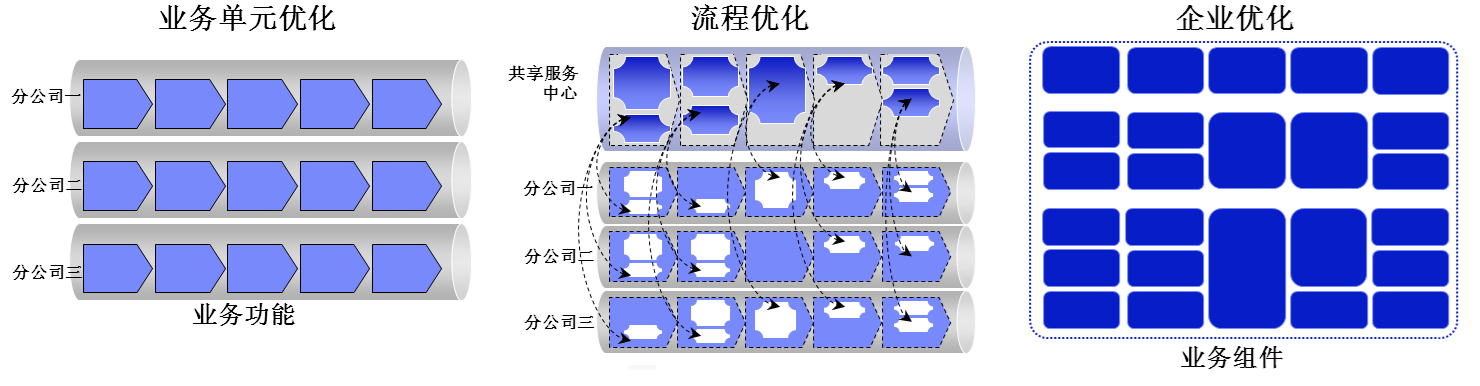 业务单元优化
分公司一
分公司二
分公司三
业务功能
流程优化
共享服务
中心
分公司一
分公司二
分公司三
企业优化
业务组件